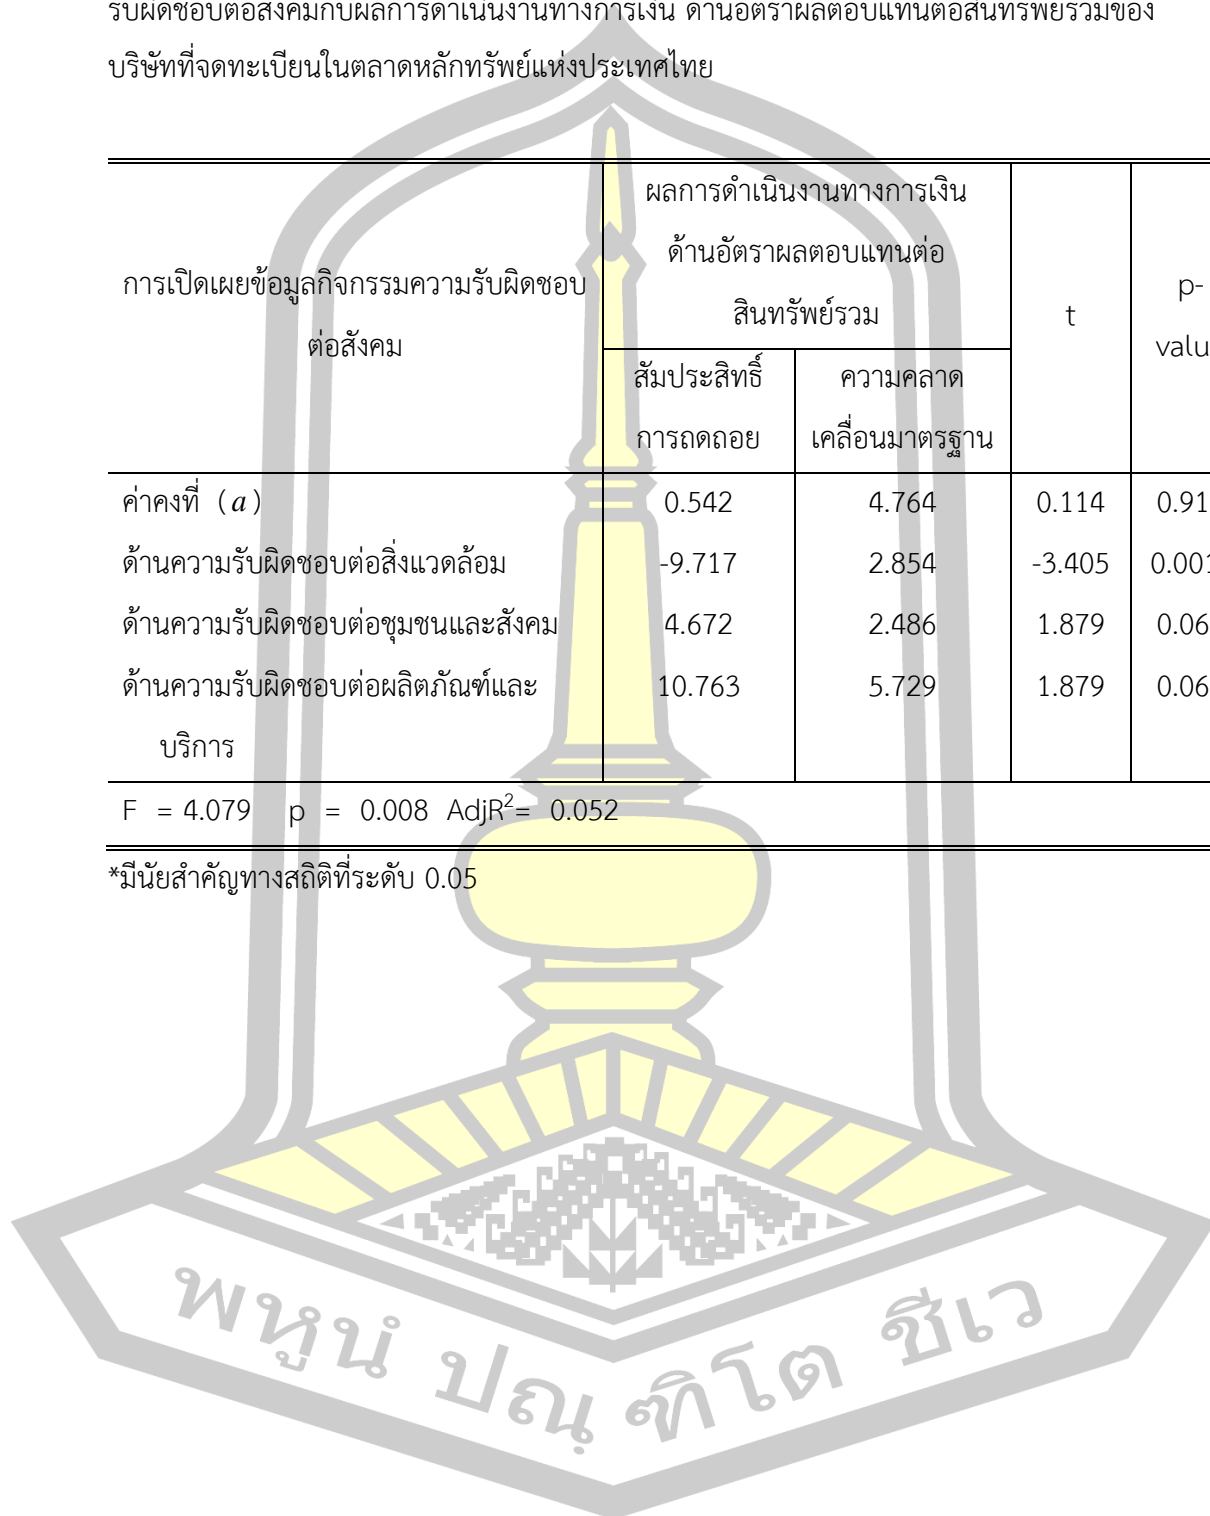 รับผิดชอบต่อสังคมกับผลการดำเนินงานทางการเงิน ด้านอัตราผลตอบแทนต่อสินทรัพย์รวมของ
บริษัทที่จดทะเบียนในตลาดหลักทรัพย์แห่งประเทศไทย
การเปิดเผยข้อมูลกิจกรรมความรับผิดชอบ
ต่อสังคม
ผลการดำเนินงานทางการเงิน
ด้านอัตราผลตอบแทนต่อ
สินทรัพย์รวม
t
p-
valu
สัมประสิทธิ์
การถดถอย
ความคลาด
เคลื่อนมาตรฐาน
ค่าคงที่ (a) 0.542 4.764 0.114 0.91
ด้านความรับผิดชอบต่อสิ่งแวดล้อม -9.717 2.854 -3.405 0.001
ด้านความรับผิดชอบต่อชุมชนและสังคม 4.672 2.486 1.879 0.06
ด้านความรับผิดชอบต่อผลิตภัณฑ์และ 10.763 5.729 1.879 0.06
บริการ
F = 4.079 p = 0.008 AdjR²= 0.052
*มีนัยสำคัญทางสถิติที่ระดับ 0.05
พหูนํ ปณฺฑิโต ชีเว